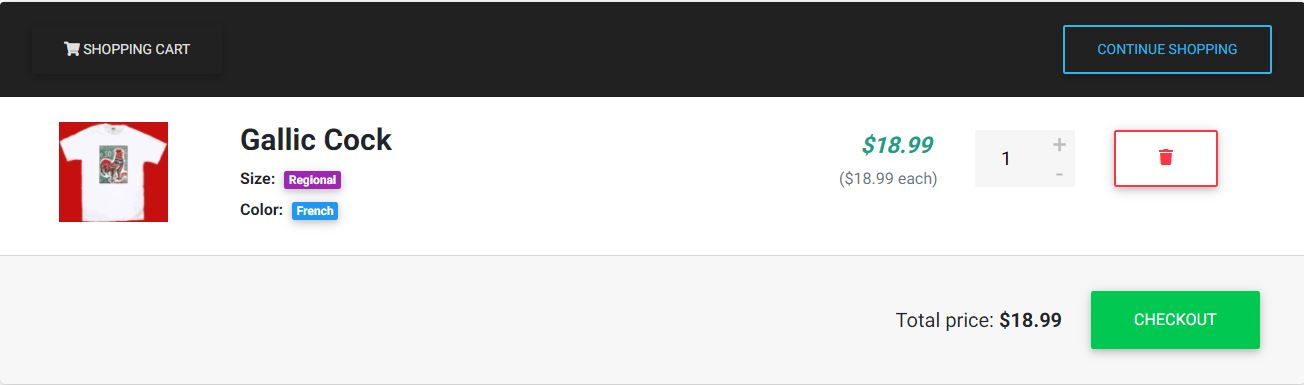 SHOPPING CART
CONTINUE SHOPPING
Gallic Cock
$18.99
1
+
-
Size: Regional
($18.99 each)
Color: French
Total price: $18.99
CHECKOUT